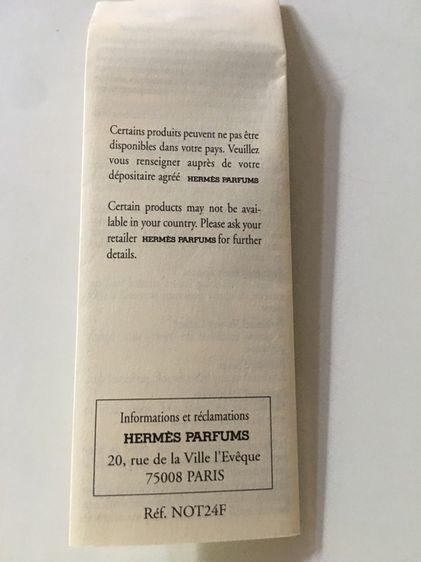 Certains produits peuvent ne pas être
disponibles dans votre pays. Veuillez
vous renseigner auprès de votre
dépositaire agréé HERMÈS PARFUMS
Certain products may not be avai-
lable in your country. Please ask your
retailer HERMÈS PARFUMS for further
details.
Informations et réclamations
HERMÈS PARFUMS
20, rue de la Ville l'Evêque
75008 PARIS
Réf. NOT24F